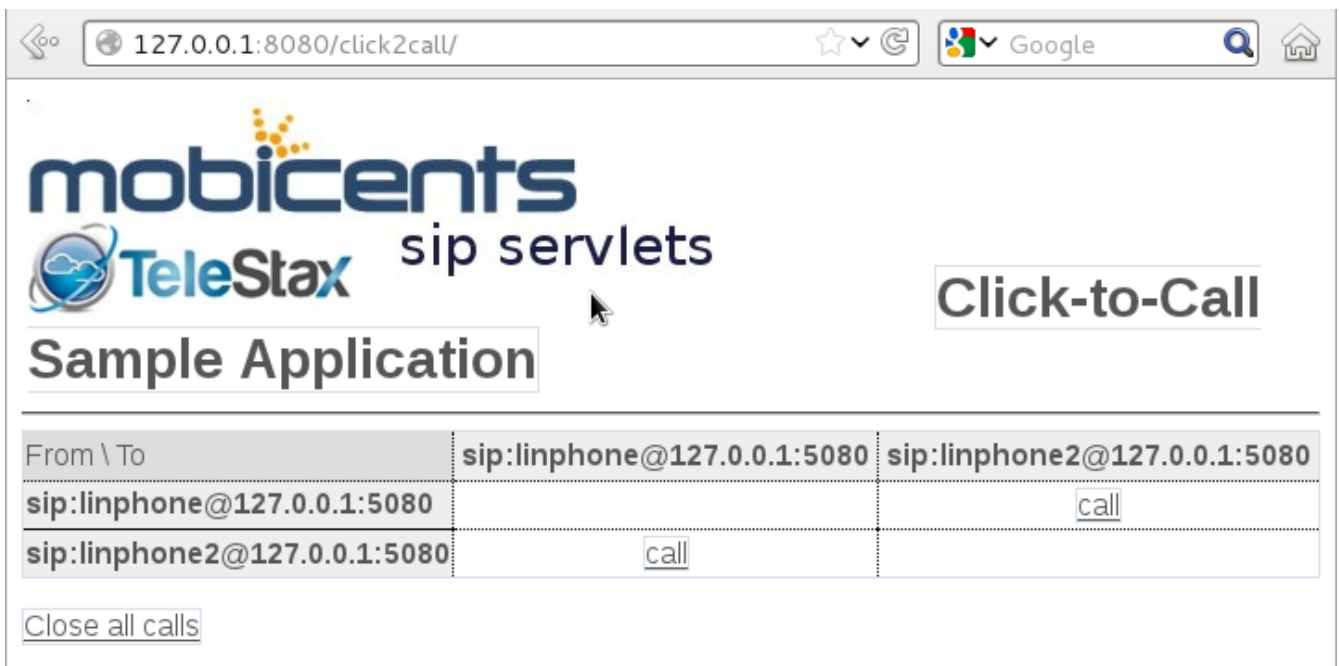 127.0.0.1:8080/click2call/ Google
mobicents
TeleStax sip servlets
Click-to-Call
Sample Application
From \ To sip:linphone@127.0.0.1:5080 sip:linphone2@127.0.0.1:5080
sip:linphone@127.0.0.1:5080 call
sip:linphone2@127.0.0.1:5080 call
Close all calls